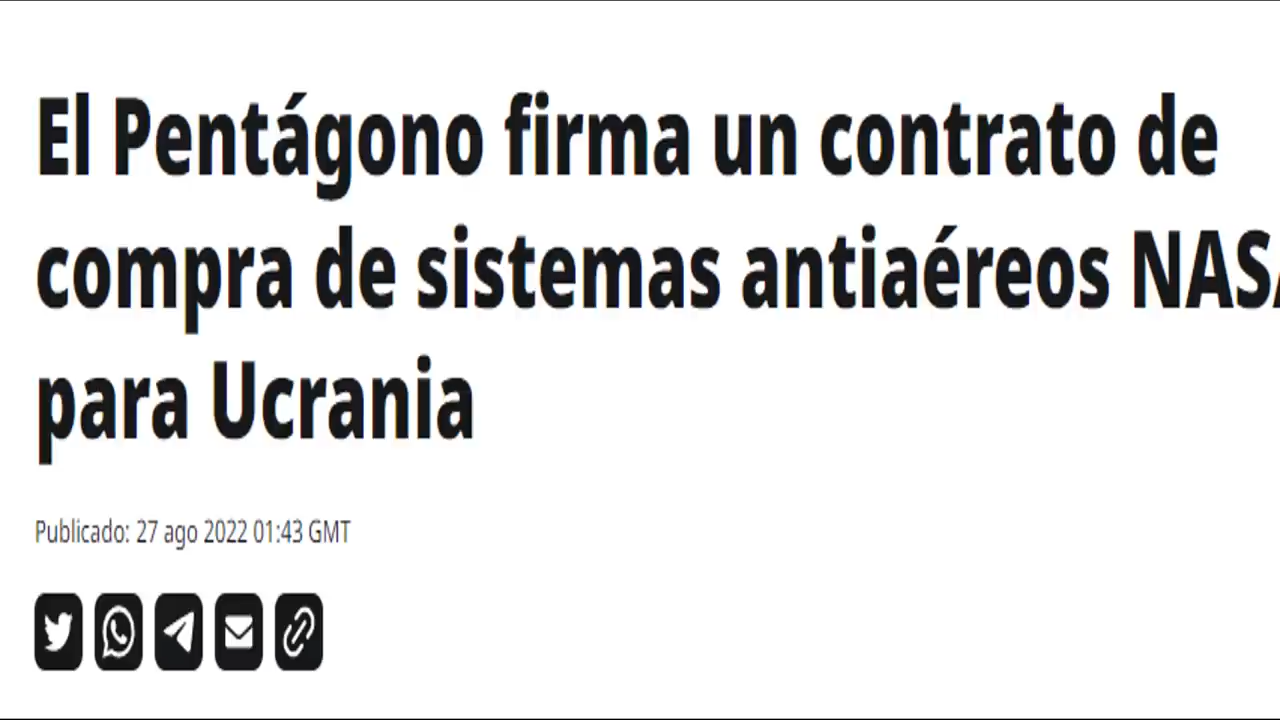 El Pentágono firma un contrato de
compra de sistemas antiaéreos
para Ucrania
Publicado: 27 ago 2022 01:43 GMT